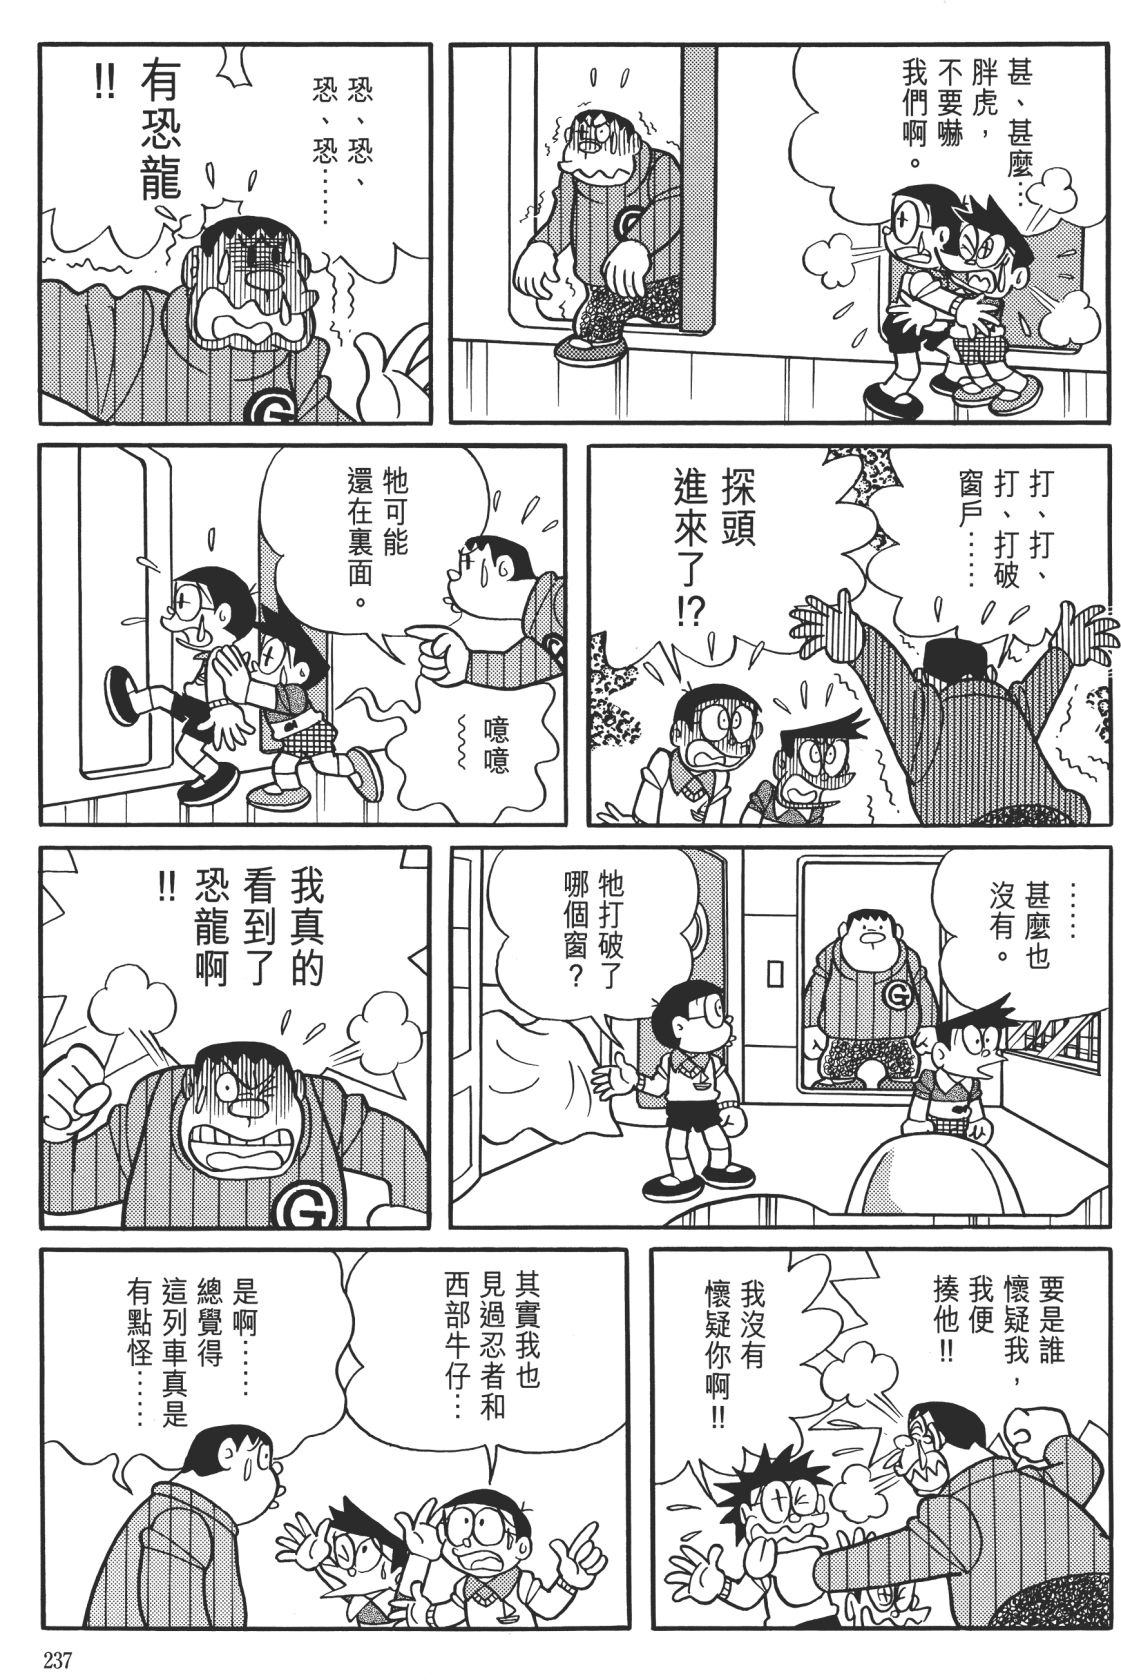 甚、甚麼…
胖虎，
不要嚇
我們啊。
G
恐、恐、
恐、恐……
有恐龍
!!
G
打、打、
打、打破
窗戶……
探頭
進來了!?
牠可能
還在裏面。
噫噫
……
甚麼也
沒有。
牠打破了
哪個窗？
G
我真的
看到了
恐龍啊
!!
G
要是誰
懷疑我，
我便
揍他!!
我沒有
懷疑你啊!!
其實我也
見過忍者和
西部牛仔…
是啊……
總覺得
這列車真是
有點怪……
237